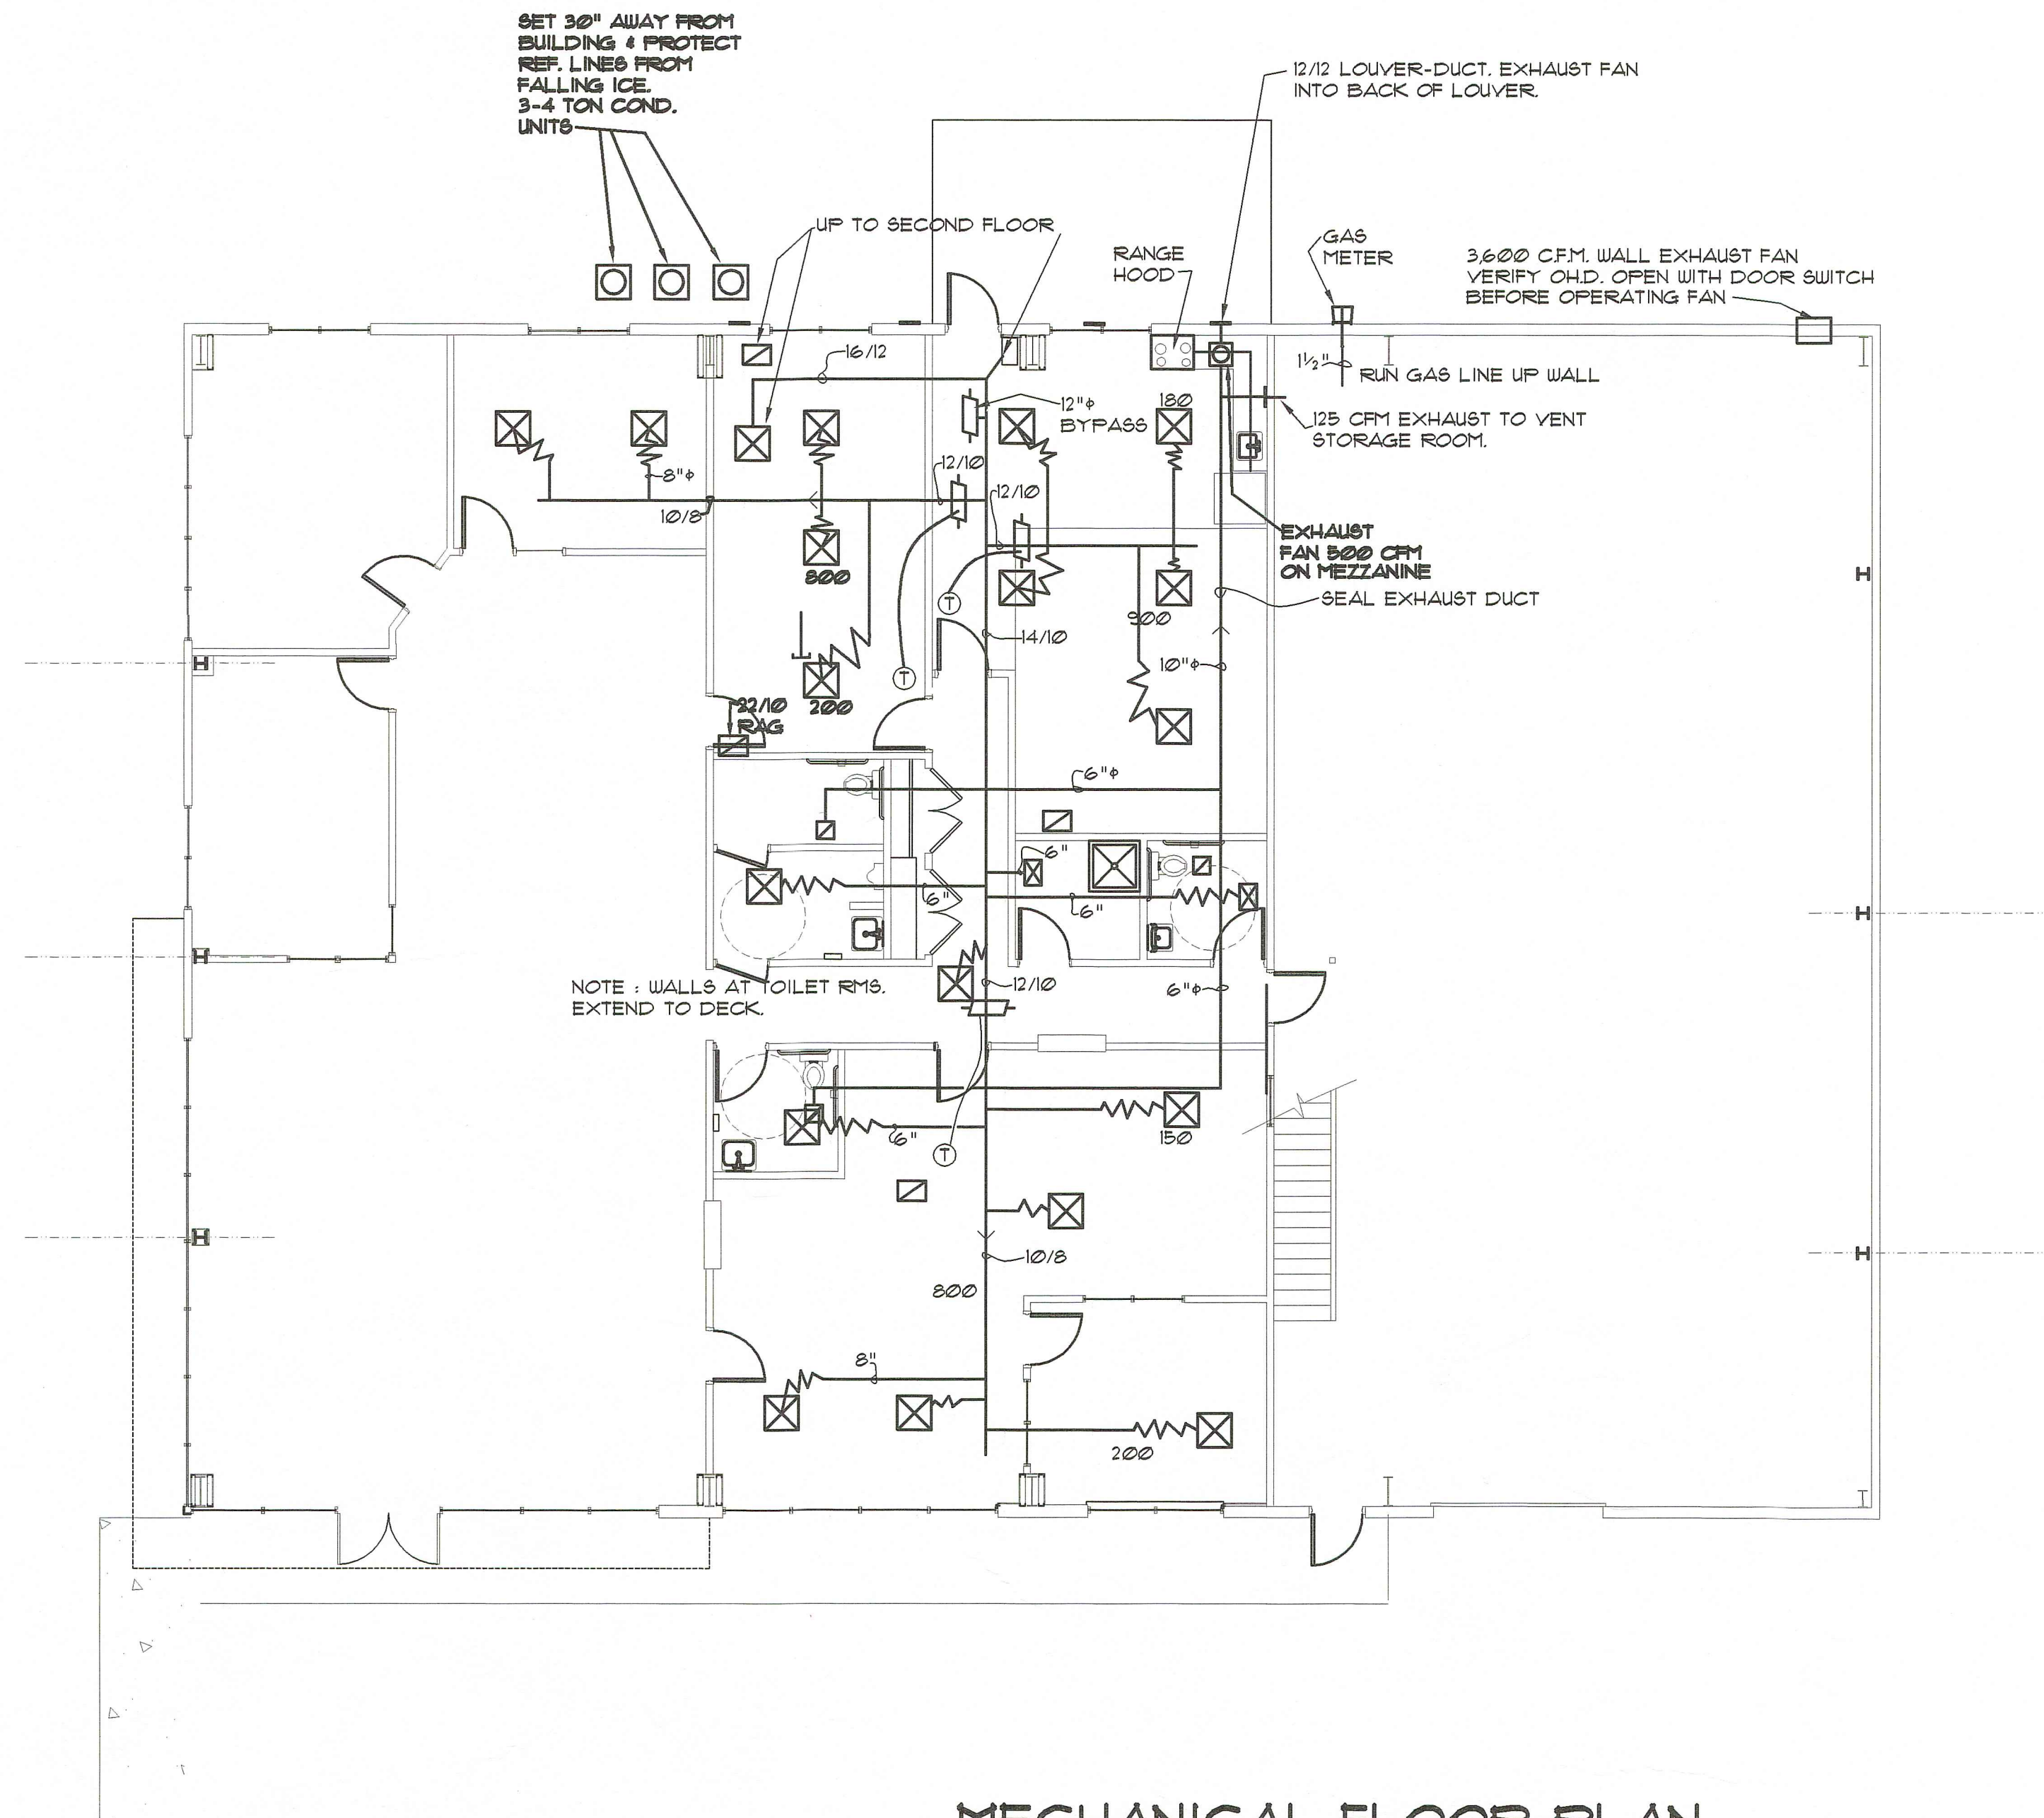 SET 30" AWAY FROM
BUILDING & PROTECT
REF. LINES FROM
FALLING ICE.
3-4 TON COND.
UNITS
12/12 LOUVER-DUCT. EXHAUST FAN
INTO BACK OF LOUVER.
UP TO SECOND FLOOR
RANGE
HOOD
GAS
METER
3,600 C.F.M. WALL EXHAUST FAN
VERIFY O.H.D. OPEN WITH DOOR SWITCH
BEFORE OPERATING FAN
16/12
1½"
RUN GAS LINE UP WALL
12"ϕ
BYPASS
180
125 CFM EXHAUST TO VENT
STORAGE ROOM.
8"ϕ
12/10
12/10
10/8
EXHAUST
FAN 500 CFM
ON MEZZANINE
800
SEAL EXHAUST DUCT
T
900
14/10
10"ϕ
T
22/10
RAG
200
6"ϕ
6"
6"
6"
NOTE : WALLS AT TOILET RMS.
EXTEND TO DECK.
12/10
6"ϕ
150
6"
T
10/8
800
8"
200
MECHANICAL FLOOR PLAN